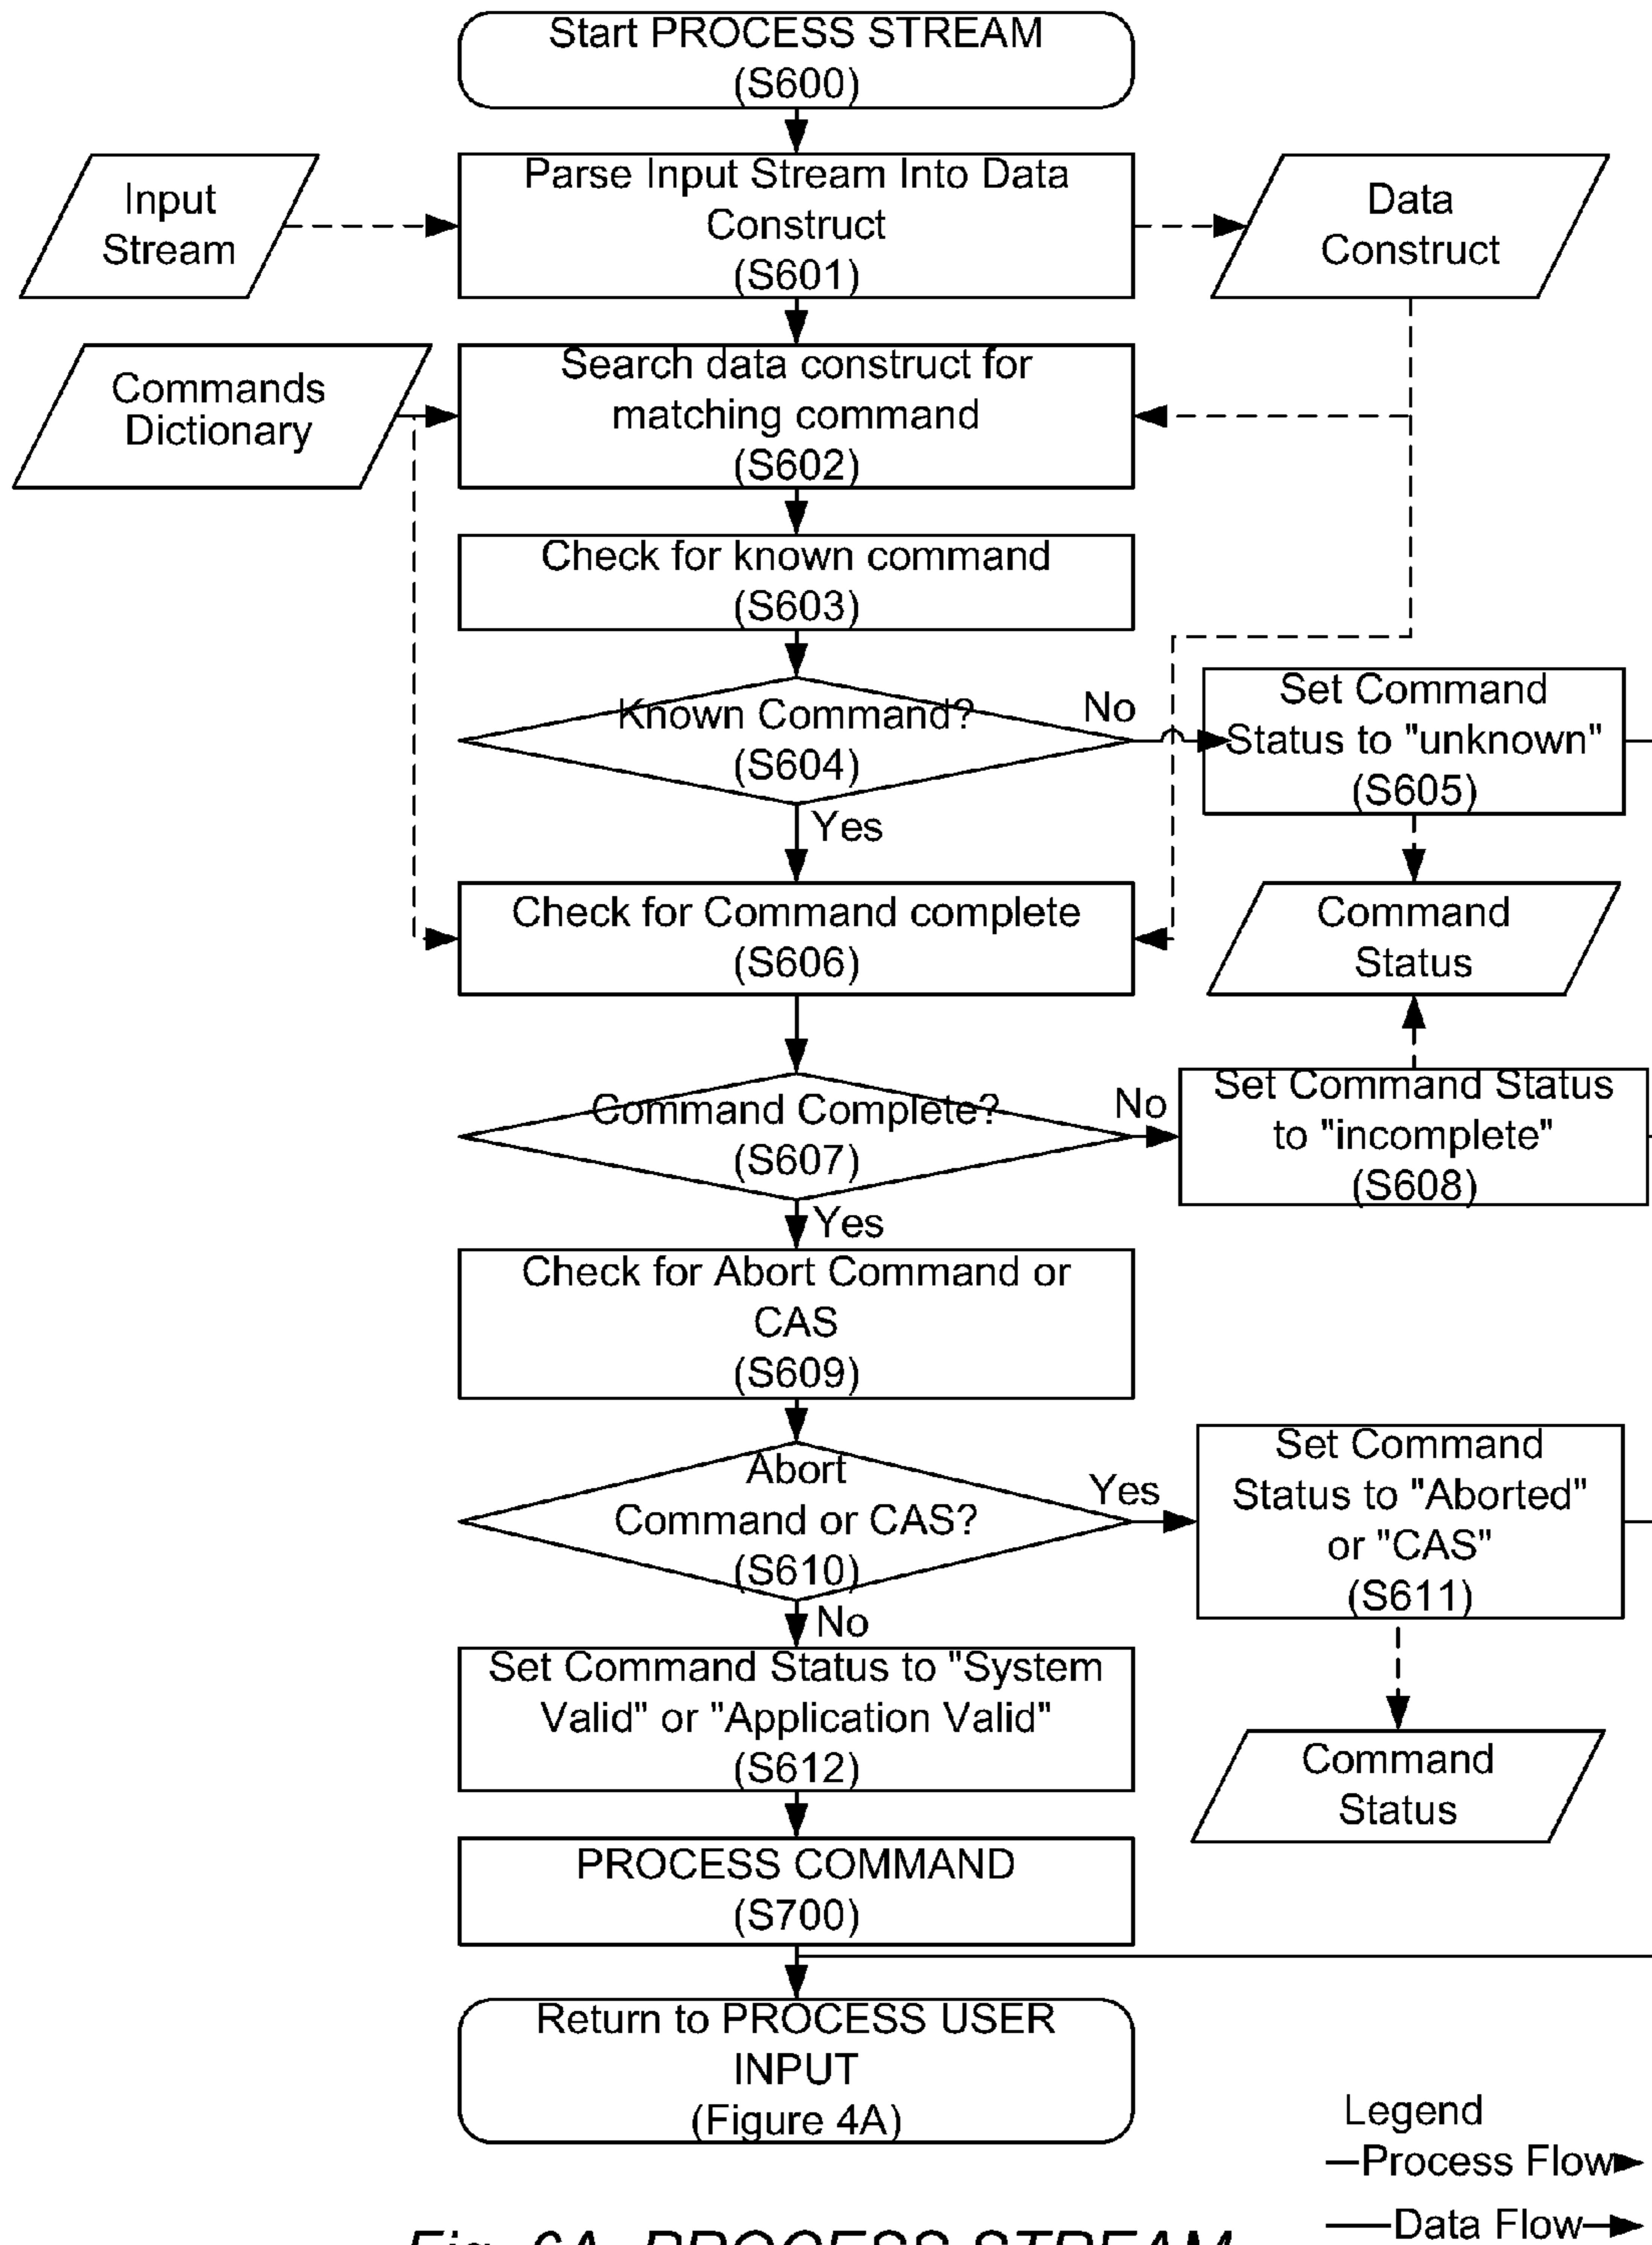 Start PROCESS STREAM
(S600)
Input
Stream
Parse Input Stream Into Data
Construct
(S601)
Data
Construct
Commands
Dictionary
Search data construct for
matching command
(S602)
Check for known command
(S603)
Known Command?
(S604)
No
Set Command
Status to "unknown"
(S605)
Yes
Check for Command complete
(S606)
Command
Status
Command Complete?
(S607)
No
Set Command Status
to "incomplete"
(S608)
Yes
Check for Abort Command or
CAS
(S609)
Abort
Command or CAS?
(S610)
Yes
Set Command
Status to "Aborted"
or "CAS"
(S611)
No
Set Command Status to "System
Valid" or "Application Valid"
(S612)
Command
Status
PROCESS COMMAND
(S700)
Return to PROCESS USER
INPUT
(Figure 4A)
Legend
Process Flow
Data Flow
Fig. 6A PROCESS STREAM